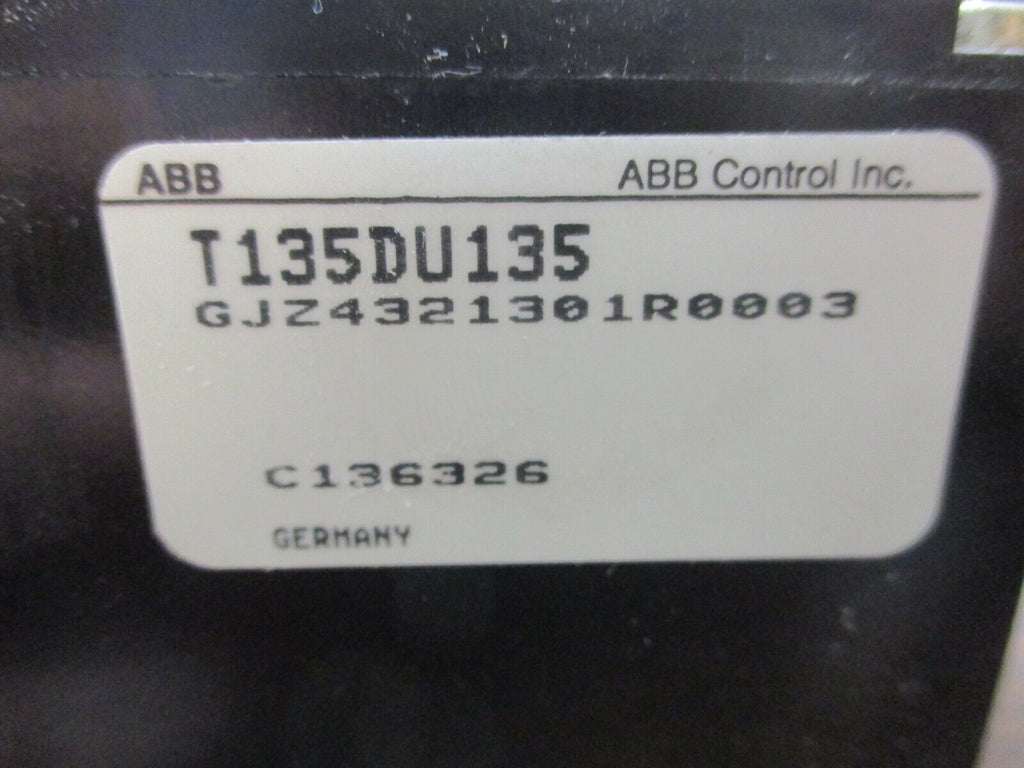 ABB ABB Control Inc.
T135DU135
GJZ4321301R0003
C136326
GERMANY